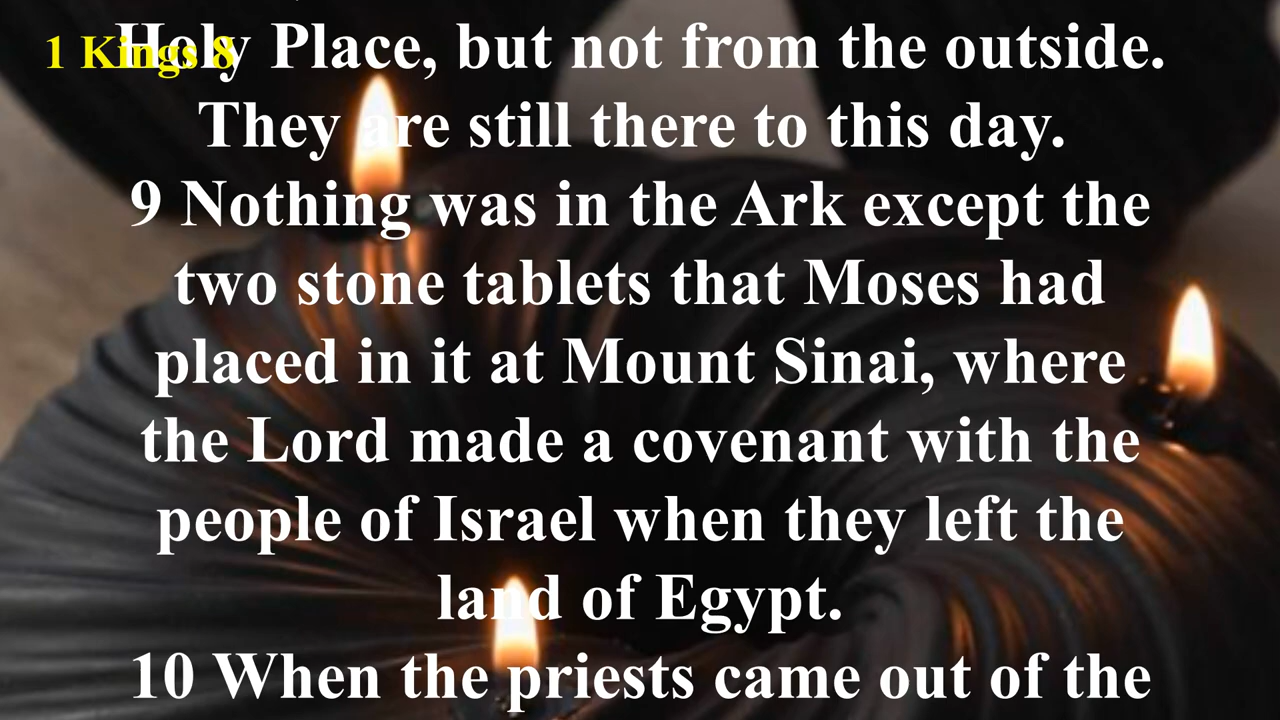 1 Kings 8
Holy Place, but not from the outside.
They are still there to this day.
9 Nothing was in the Ark except the
two stone tablets that Moses had
placed in it at Mount Sinai, where
the Lord made a covenant with the
people of Israel when they left the
land of Egypt.
10 When the priests came out of the